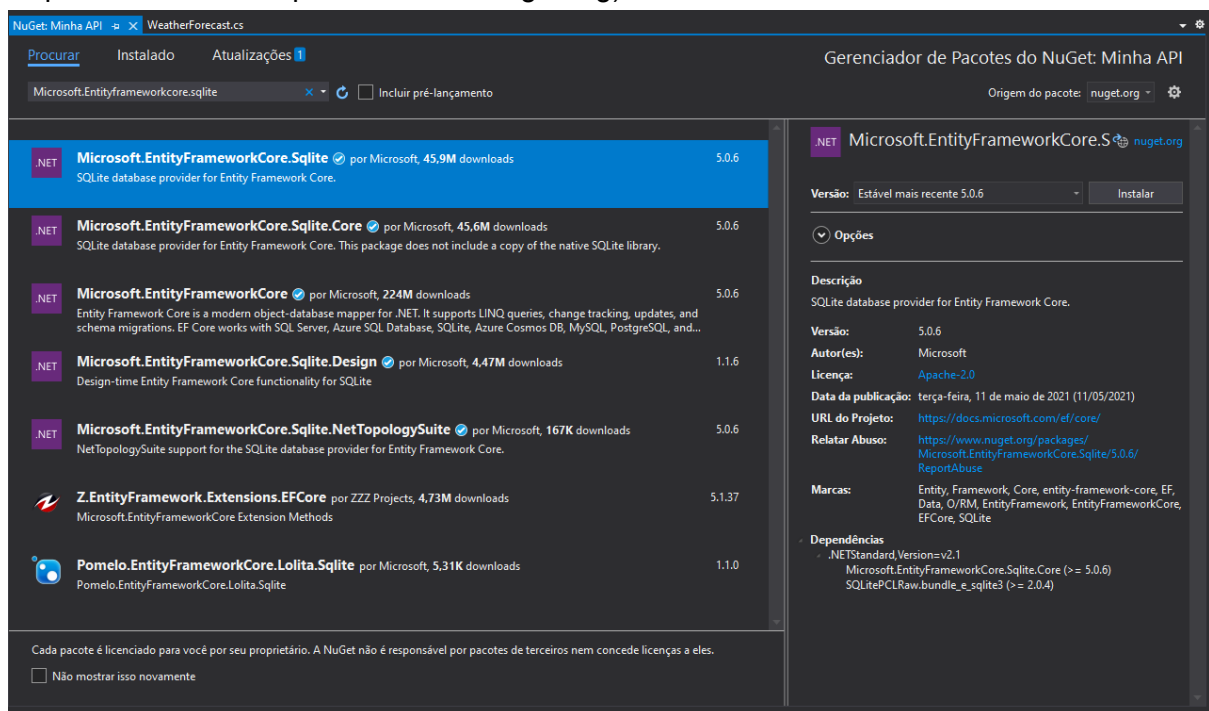 NuGet: Minha API WeatherForecast.cs
Procurar Instalado Atualizações 1
Gerenciador de Pacotes do NuGet: Minha API
Microsoft.Entityframeworkcore.sqlite Incluir pré-lançamento
Origem do pacote: nuget.org
.NET Microsoft.EntityFrameworkCore.Sqlite por Microsoft, 45,9M downloads 5.0.6
SQLite database provider for Entity Framework Core.
.NET Microsoft.EntityFrameworkCore.Sqlite.Core por Microsoft, 45,6M downloads 5.0.6
SQLite database provider for Entity Framework Core. This package does not include a copy of the native SQLite library.
.NET Microsoft.EntityFrameworkCore por Microsoft, 224M downloads 5.0.6
Entity Framework Core is a modern object-database mapper for .NET. It supports LINQ queries, change tracking, updates, and
schema migrations. EF Core works with SQL Server, Azure SQL Database, SQLite, Azure Cosmos DB, MySQL, PostgreSQL, and...
.NET Microsoft.EntityFrameworkCore.Sqlite.Design por Microsoft, 4,47M downloads 1.1.6
Design-time Entity Framework Core functionality for SQLite
.NET Microsoft.EntityFrameworkCore.Sqlite.NetTopologySuite por Microsoft, 167K downloads 5.0.6
NetTopologySuite support for the SQLite database provider for Entity Framework Core.
Z.EntityFramework.Extensions.EFCore por ZZZ Projects, 4,73M downloads 5.1.37
Microsoft.EntityFrameworkCore Extension Methods
Pomelo.EntityFrameworkCore.Lolita.Sqlite por Microsoft, 5,31K downloads 1.1.0
Pomelo.EntityFrameworkCore.Lolita.Sqlite
Cada pacote é licenciado para você por seu proprietário. A NuGet não é responsável por pacotes de terceiros nem concede licenças a eles.
Não mostrar isso novamente
.NET Microsoft.EntityFrameworkCore.S nuget.org
Versão: Estável mais recente 5.0.6 Instalar
Opções
Descrição
SQLite database provider for Entity Framework Core.
Versão: 5.0.6
Autor(es): Microsoft
Licença: Apache-2.0
Data da publicação: terça-feira, 11 de maio de 2021 (11/05/2021)
URL do Projeto: https://docs.microsoft.com/ef/core/
Relatar Abuso: https://www.nuget.org/packages/
Microsoft.EntityFrameworkCore.Sqlite/5.0.6/
ReportAbuse
Marcas: Entity, Framework, Core, entity-framework-core, EF,
Data, O/RM, EntityFramework, EntityFrameworkCore,
EFCore, SQLite
Dependências
.NETStandard,Version=v2.1
Microsoft.EntityFrameworkCore.Sqlite.Core (>= 5.0.6)
SQLitePCLRaw.bundle_e_sqlite3 (>= 2.0.4)